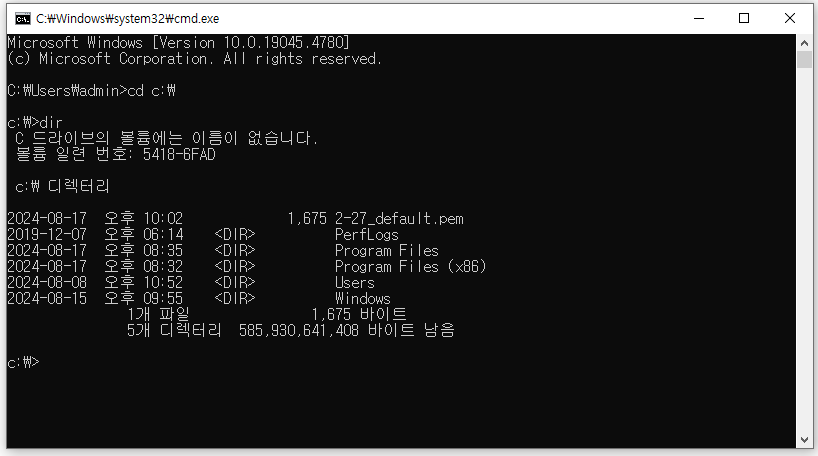 C:₩Windows₩system32₩cmd.exe
Microsoft Windows [Version 10.0.19045.4780]
(c) Microsoft Corporation. All rights reserved.
C:₩Users₩admin>cd c:₩
c:₩>dir
C 드라이브의 볼륨에는 이름이 없습니다.
볼륨 일련 번호: 5418-6FAD
c:₩ 디렉터리
2024-08-17 오후 10:02 1,675 2-27_default.pem
2019-12-07 오후 06:14 <DIR> PerfLogs
2024-08-17 오후 08:35 <DIR> Program Files
2024-08-17 오후 08:32 <DIR> Program Files (x86)
2024-08-08 오후 10:52 <DIR> Users
2024-08-15 오후 09:55 <DIR> Windows
1개 파일 1,675 바이트
5개 디렉터리 585,930,641,408 바이트 남음
c:₩>